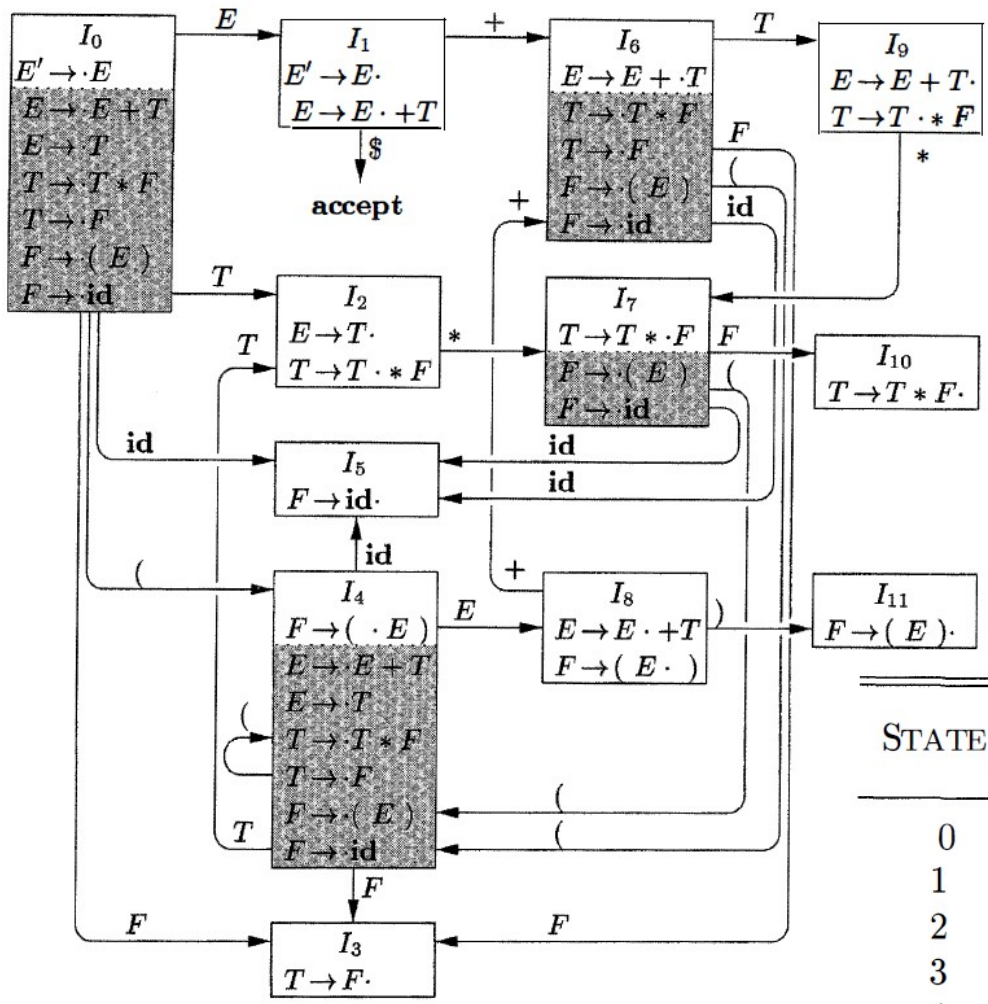 I₀
E′ → ·E
E → ·E + T
E → ·T
T → ·T * F
T → ·F
F → ·( E )
F → ·id
E
I₁
E′ → E·
E → E· +T
$
accept
+
I₆
E → E + ·T
T → ·T * F
T → ·F
F → ·( E )
F → ·id
T
I₉
E → E + T·
T → T · * F
*
F
(
id
+
T
I₂
E → T·
T → T · * F
*
I₇
T → T * ·F
F → ·( E )
F → ·id
F
(
id
I₁₀
T → T * F·
T
id
I₅
F → id·
id
id
(
I₄
F → ( · E )
E → ·E + T
E → ·T
T → ·T * F
T → ·F
F → ·( E )
F → ·id
E
+
I₈
E → E · +T
F → ( E · )
)
I₁₁
F → ( E )·
(
T
(
(
F
F
I₃
T → F·
F
STATE
0
1
2
3